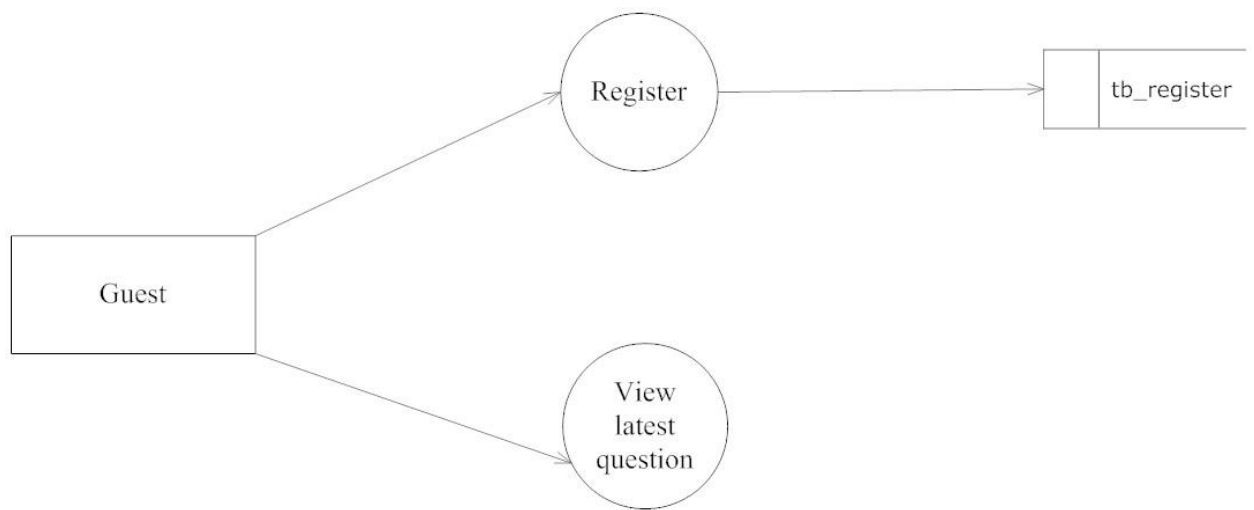 Register
tb_register
Guest
View
latest
question